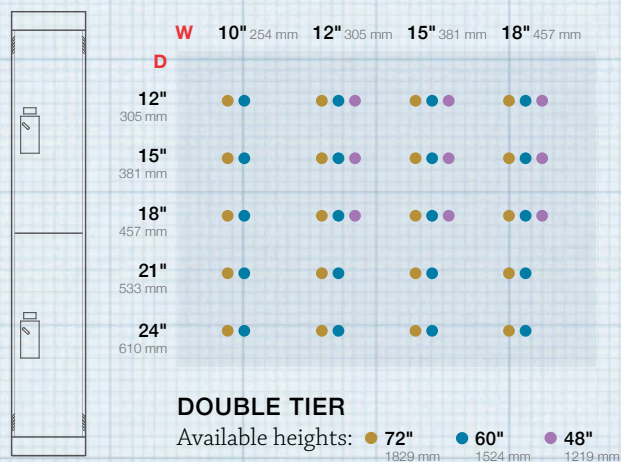 W 10" 254 mm 12" 305 mm 15" 381 mm 18" 457 mm
D
12"
305 mm
15"
381 mm
18"
457 mm
21"
533 mm
24"
610 mm
DOUBLE TIER
Available heights: 72" 60" 48"
1829 mm 1524 mm 1219 mm